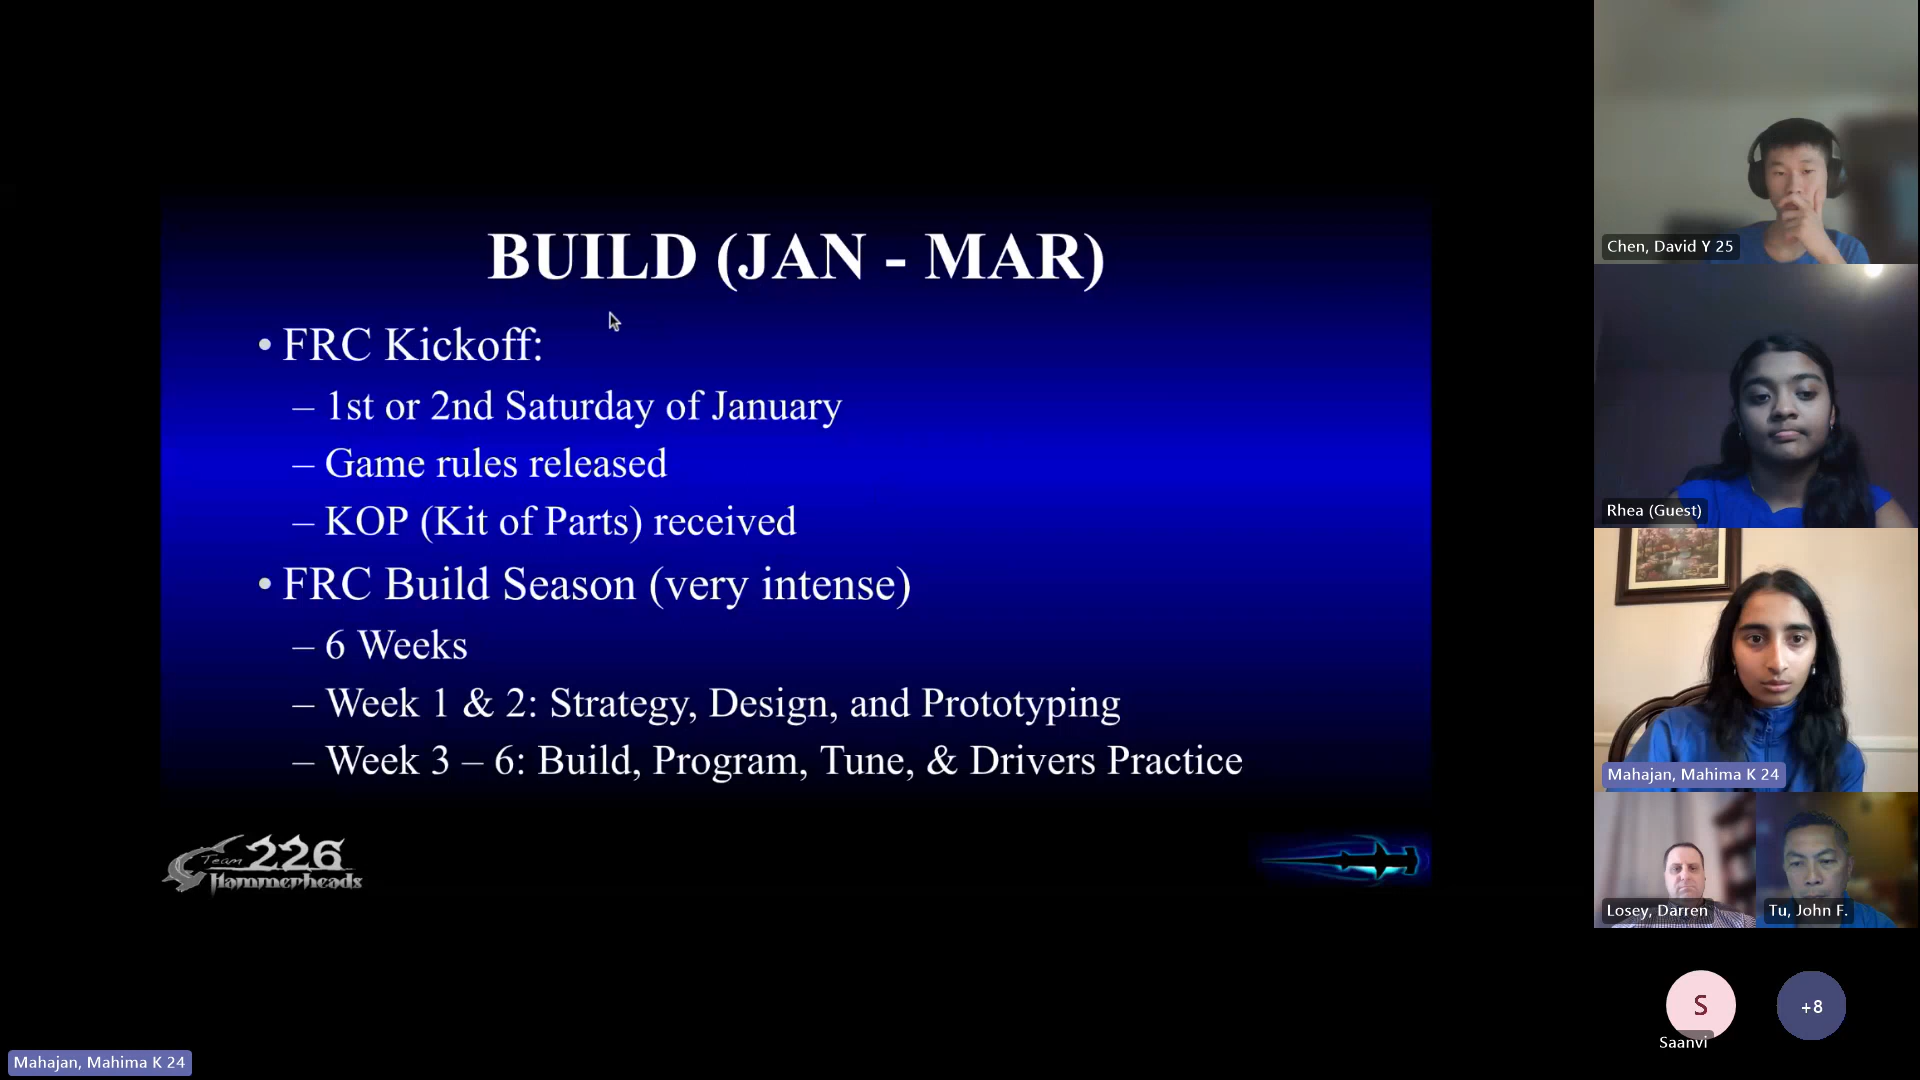 BUILD (JAN - MAR)
• FRC Kickoff:
– 1st or 2nd Saturday of January
– Game rules released
– KOP (Kit of Parts) received
• FRC Build Season (very intense)
– 6 Weeks
– Week 1 & 2: Strategy, Design, and Prototyping
– Week 3 – 6: Build, Program, Tune, & Drivers Practice
Team 226
Hammerheads
Mahajan, Mahima K 24
Chen, David Y 25
Rhea (Guest)
Mahajan, Mahima K 24
Losey, Darren
Tu, John F.
S
Saanvi
+8